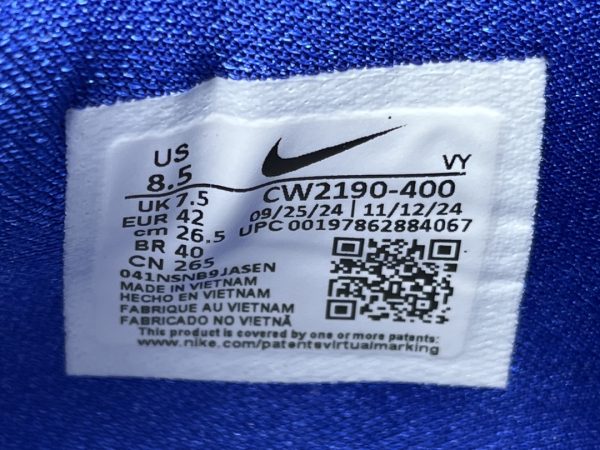 US
8.5
VY
CW2190-400
UK 7.5
09/25/24 | 11/12/24
EUR 42
UPC 00197862884067
cm 26.5
BR 40
CN 265
041NSNB9JASEN
MADE IN VIETNAM
HECHO EN VIETNAM
FABRIQUE AU VIETNAM
FABRICADO NO VIETNÃ
This product is covered by one or more patents:
www.nike.com/patentsvirtualmarking